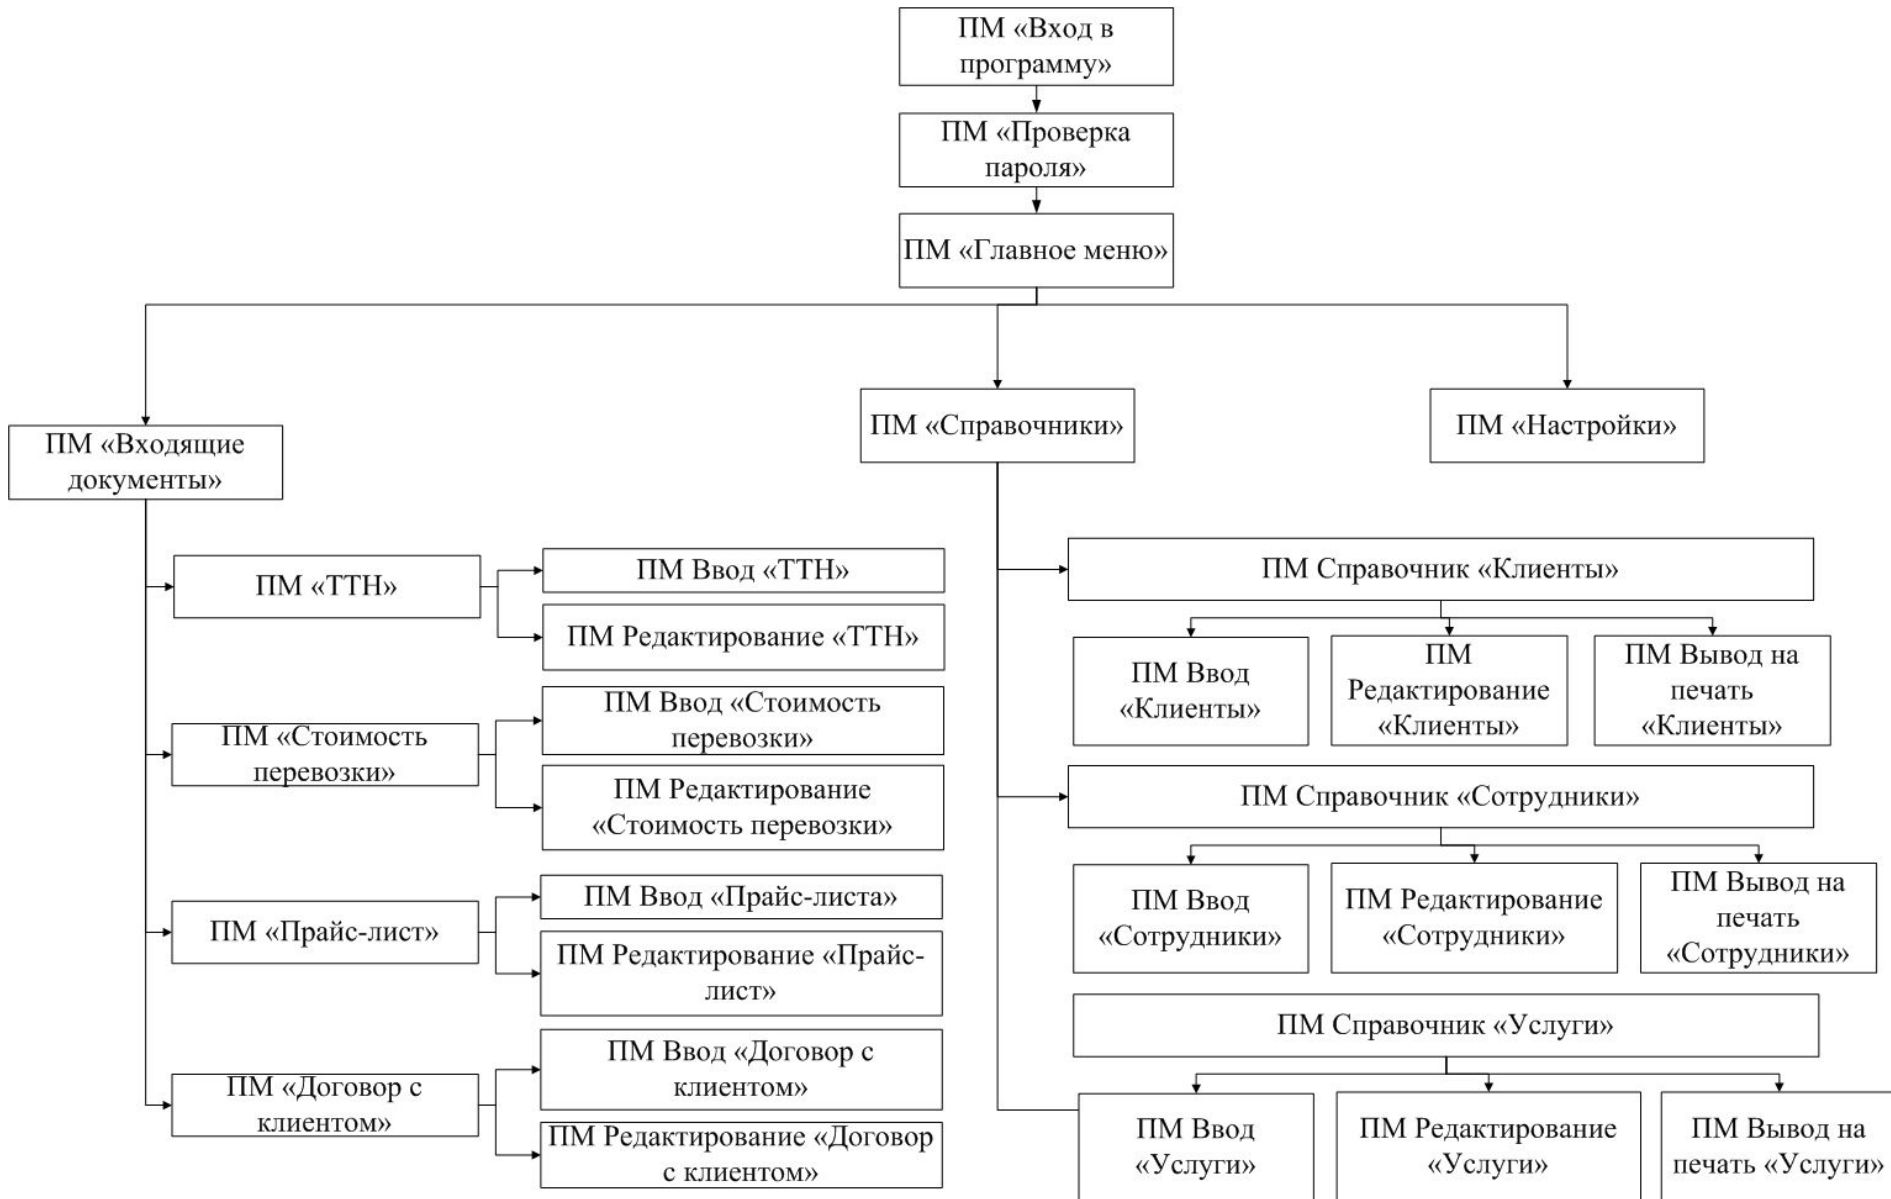 ПМ «Вход в
программу»
ПМ «Проверка
пароля»
ПМ «Главное меню»
ПМ «Входящие
документы»
ПМ «Справочники»
ПМ «Настройки»
ПМ «ТТН»
ПМ Ввод «ТТН»
ПМ Редактирование «ТТН»
ПМ «Стоимость
перевозки»
ПМ Ввод «Стоимость
перевозки»
ПМ Редактирование
«Стоимость перевозки»
ПМ «Прайс-лист»
ПМ Ввод «Прайс-листа»
ПМ Редактирование «Прайс-
лист»
ПМ «Договор с
клиентом»
ПМ Ввод «Договор с
клиентом»
ПМ Редактирование «Договор
с клиентом»
ПМ Справочник «Клиенты»
ПМ Ввод
«Клиенты»
ПМ
Редактирование
«Клиенты»
ПМ Вывод на
печать
«Клиенты»
ПМ Справочник «Сотрудники»
ПМ Ввод
«Сотрудники»
ПМ Редактирование
«Сотрудники»
ПМ Вывод на
печать
«Сотрудники»
ПМ Справочник «Услуги»
ПМ Ввод
«Услуги»
ПМ Редактирование
«Услуги»
ПМ Вывод на
печать «Услуги»